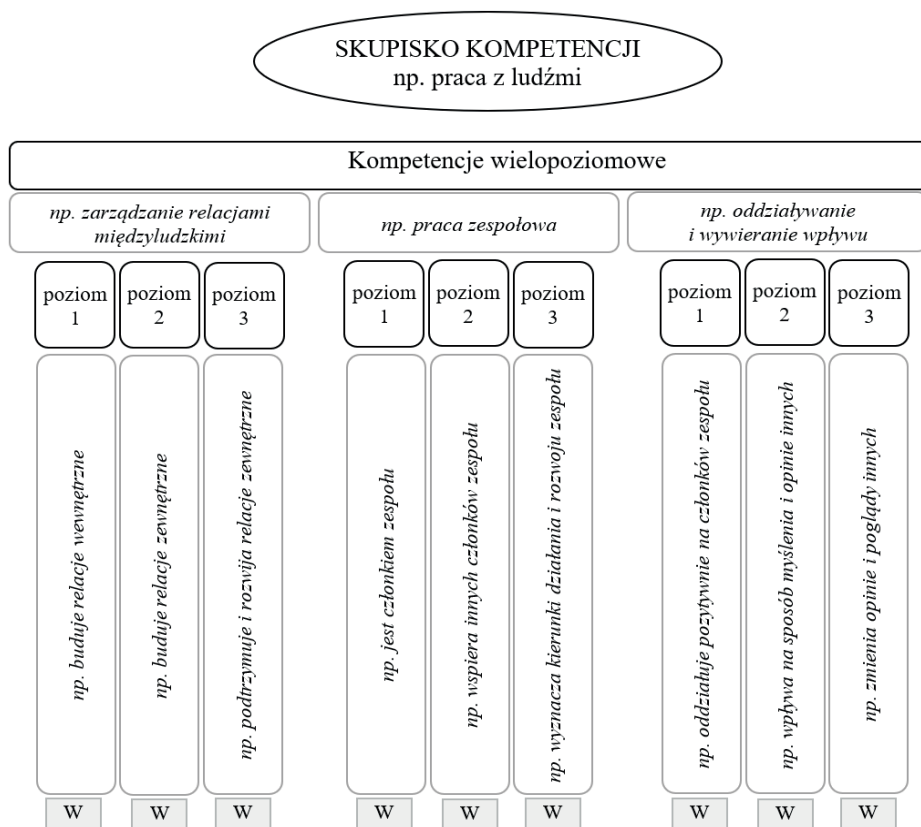 SKUPISKO KOMPETENCJI
np. praca z ludźmi
Kompetencje wielopoziomowe
np. zarządzanie relacjami
międzyludzkimi
np. praca zespołowa
np. oddziaływanie
i wywieranie wpływu
poziom
1
poziom
2
poziom
3
poziom
1
poziom
2
poziom
3
poziom
1
poziom
2
poziom
3
np. buduje relacje wewnętrzne
np. buduje relacje zewnętrzne
np. podtrzymuje i rozwija relacje zewnętrzne
np. jest członkiem zespołu
np. wspiera innych członków zespołu
np. wyznacza kierunki działania i rozwoju zespołu
np. oddziałuje pozytywnie na członków zespołu
np. wpływa na sposób myślenia i opinie innych
np. zmienia opinie i poglądy innych
W
W
W
W
W
W
W
W
W